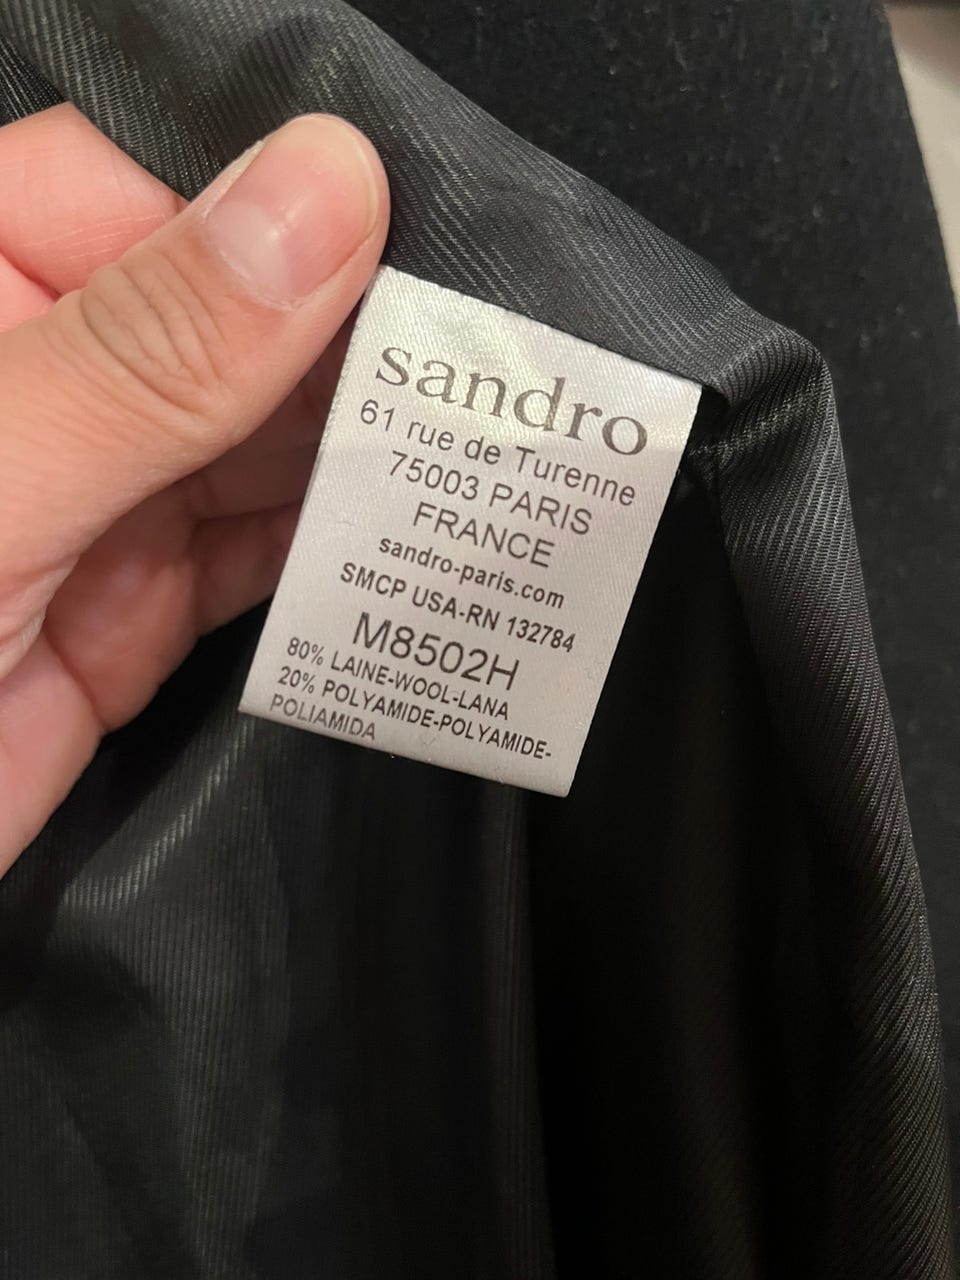 sandro
61 rue de Turenne
75003 PARIS
FRANCE
sandro-paris.com
SMCP USA-RN 132784
M8502H
80% LAINE-WOOL-LANA
20% POLYAMIDE-POLYAMIDE-
POLIAMIDA